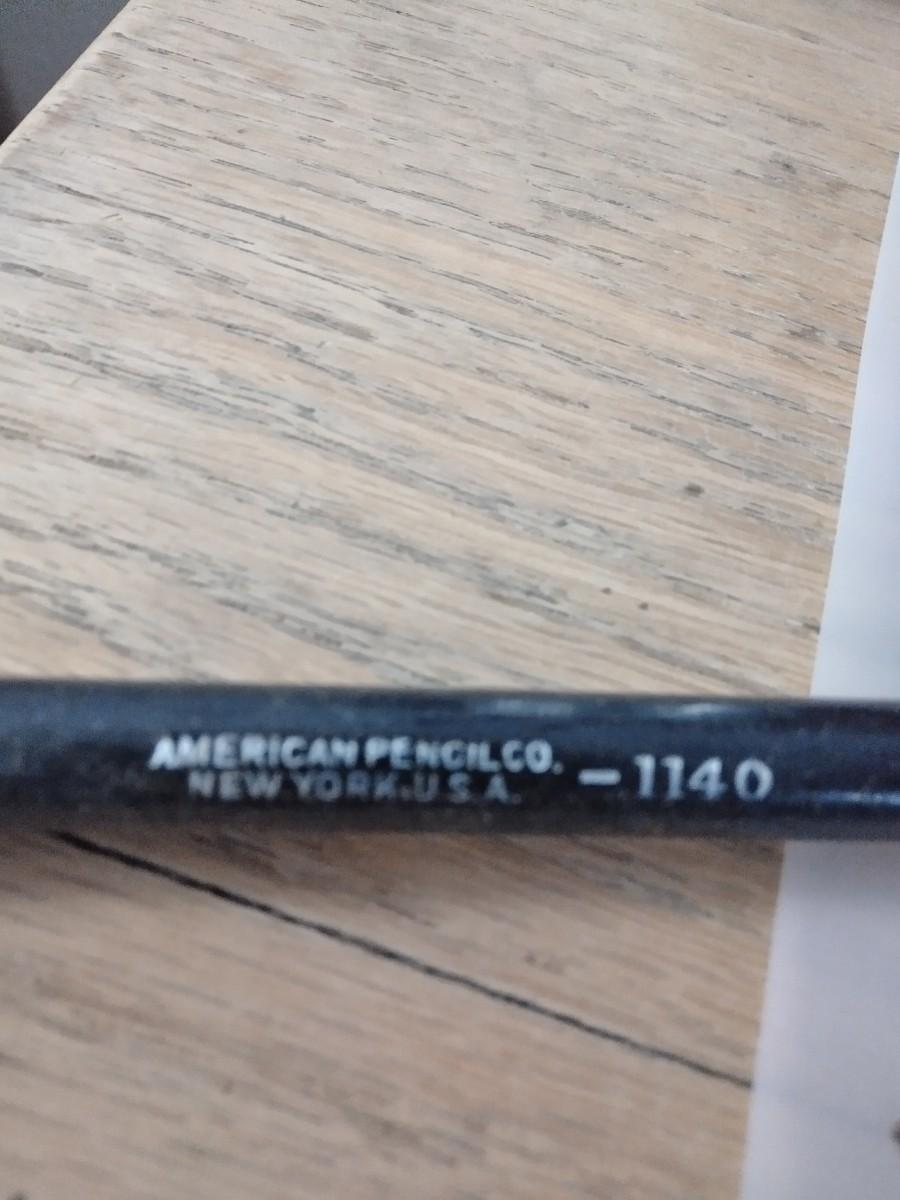 AMERICAN PENCIL CO. – 1140
NEW YORK. U.S.A.